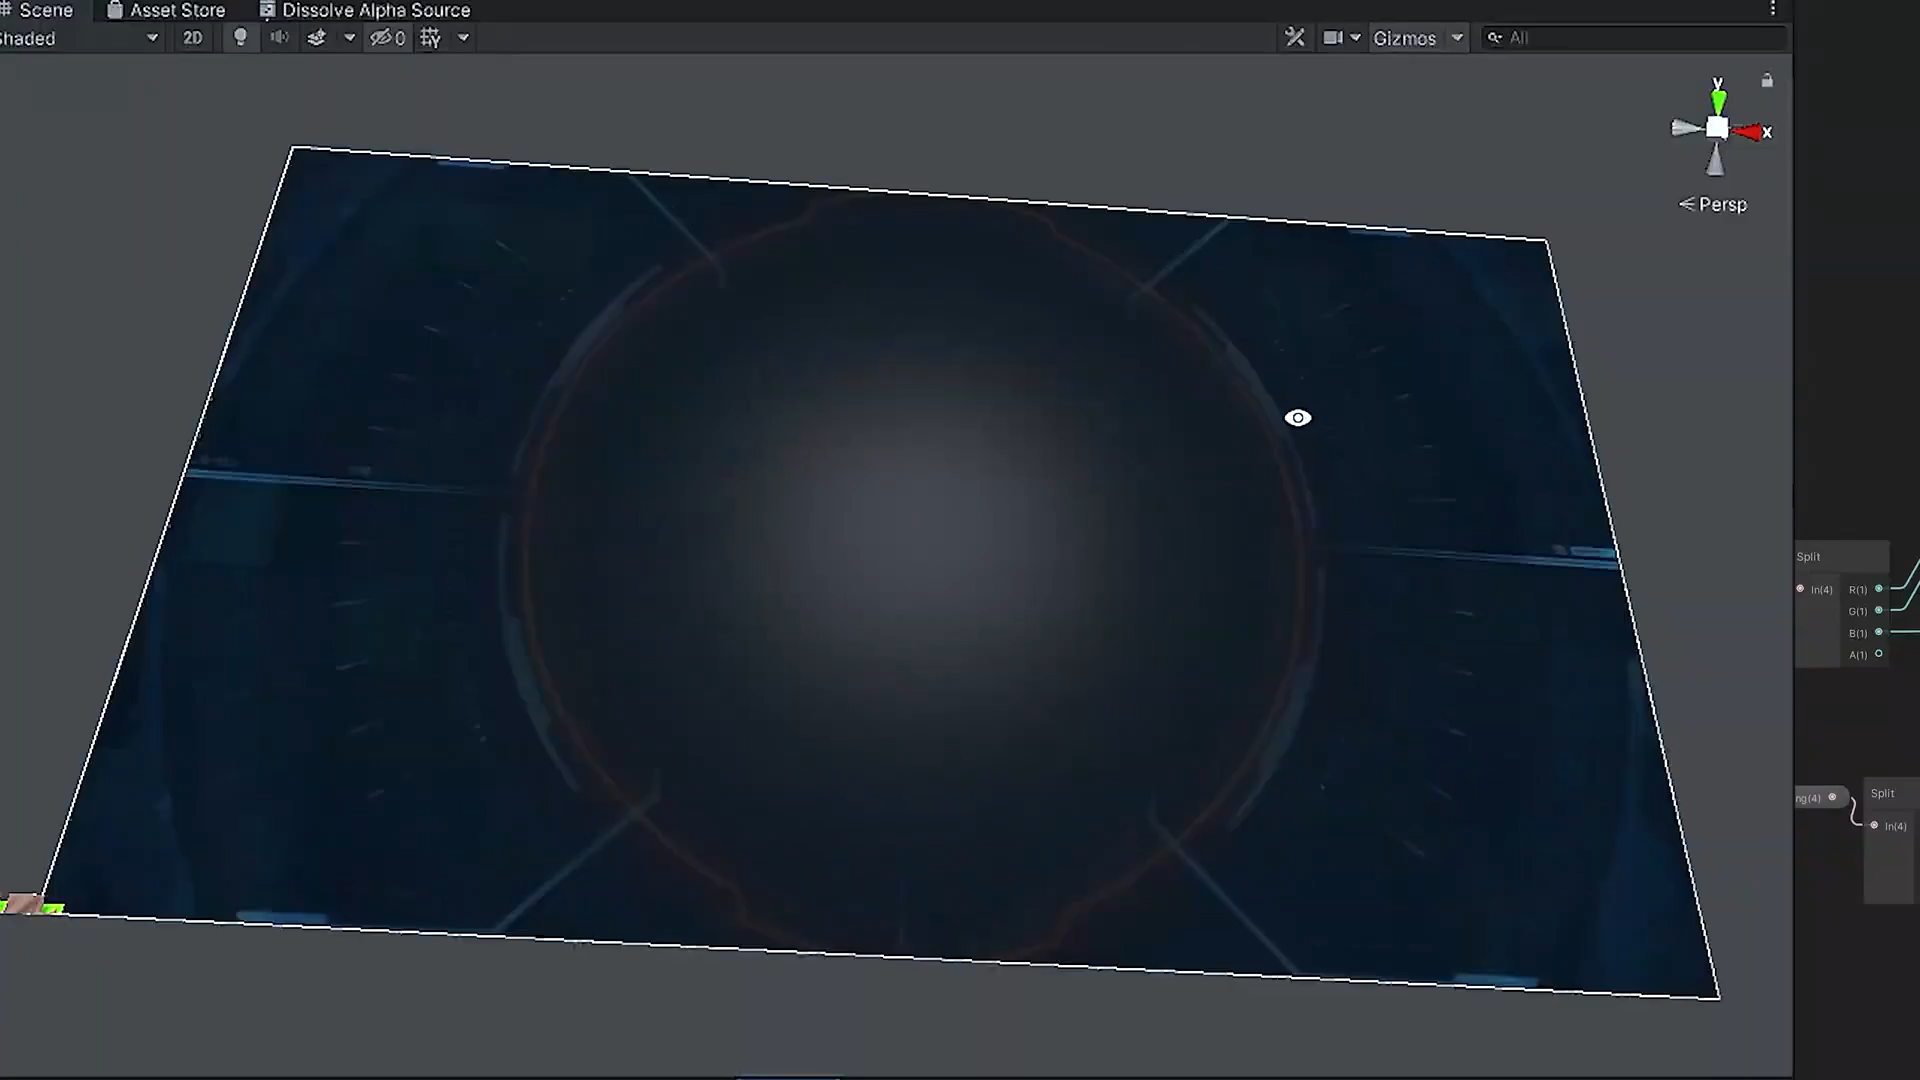 Scene Asset Store Dissolve Alpha Source
Shaded 2D 0 Gizmos All
y
x
Persp
Split
In(4) R(1)
G(1)
B(1)
A(1)
ng(4) Split
In(4)